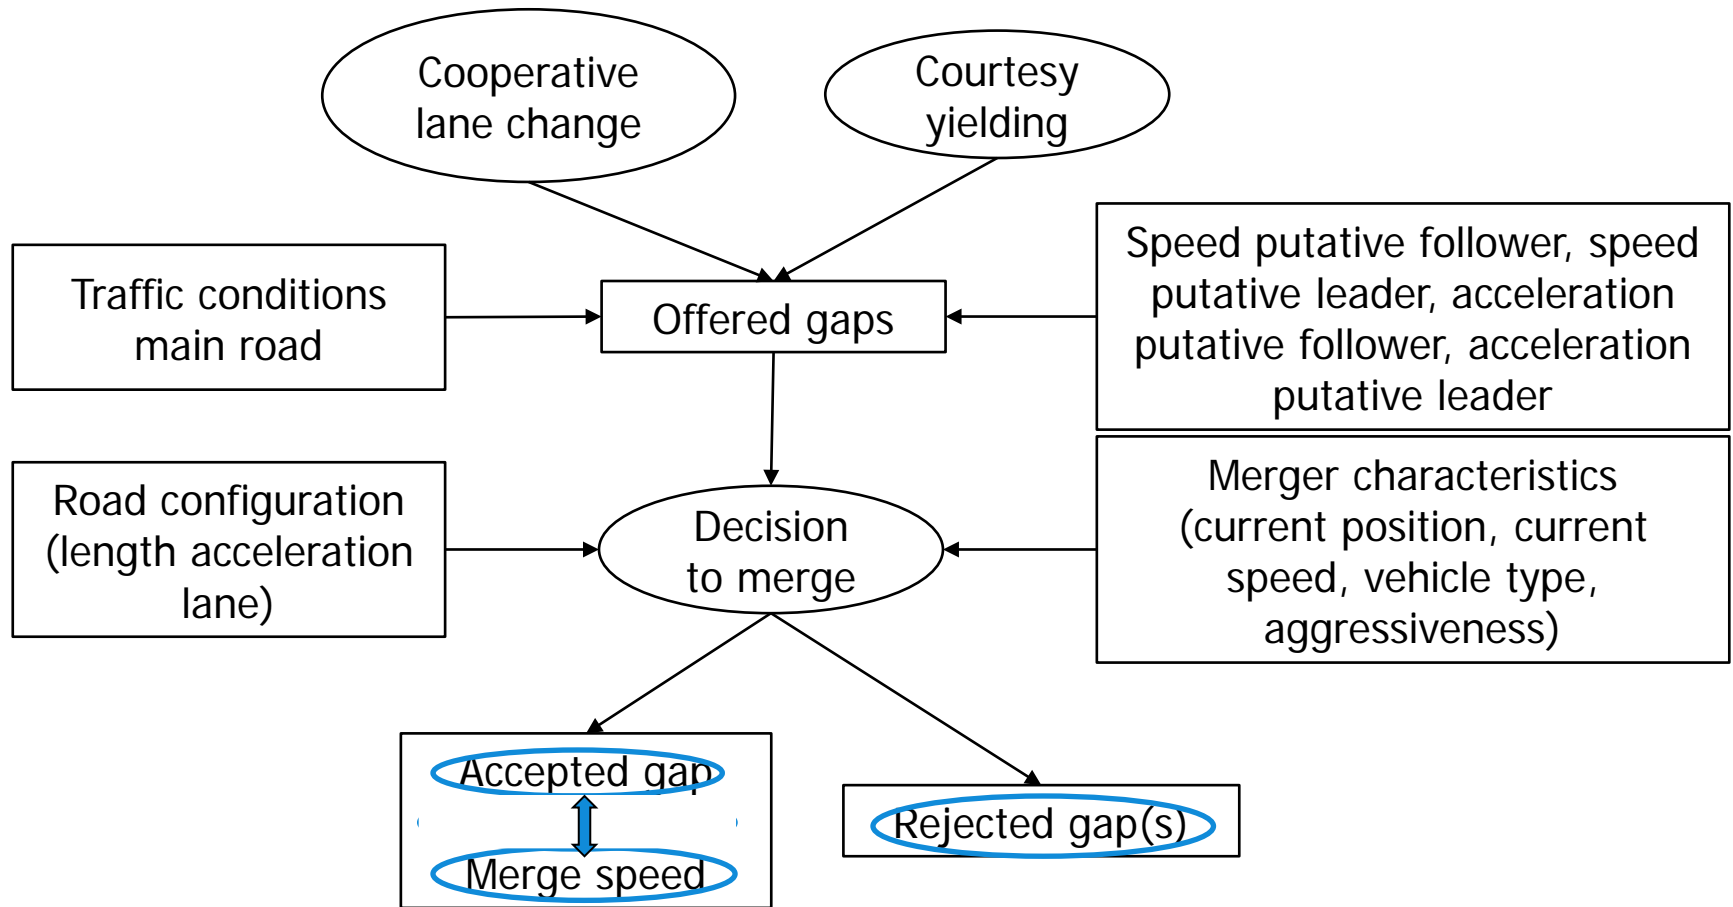 Cooperative
lane change
Courtesy
yielding
Traffic conditions
main road
Offered gaps
Speed putative follower, speed
putative leader, acceleration
putative follower, acceleration
putative leader
Road configuration
(length acceleration
lane)
Decision
to merge
Merger characteristics
(current position, current
speed, vehicle type,
aggressiveness)
Accepted gap
Merge speed
Rejected gap(s)